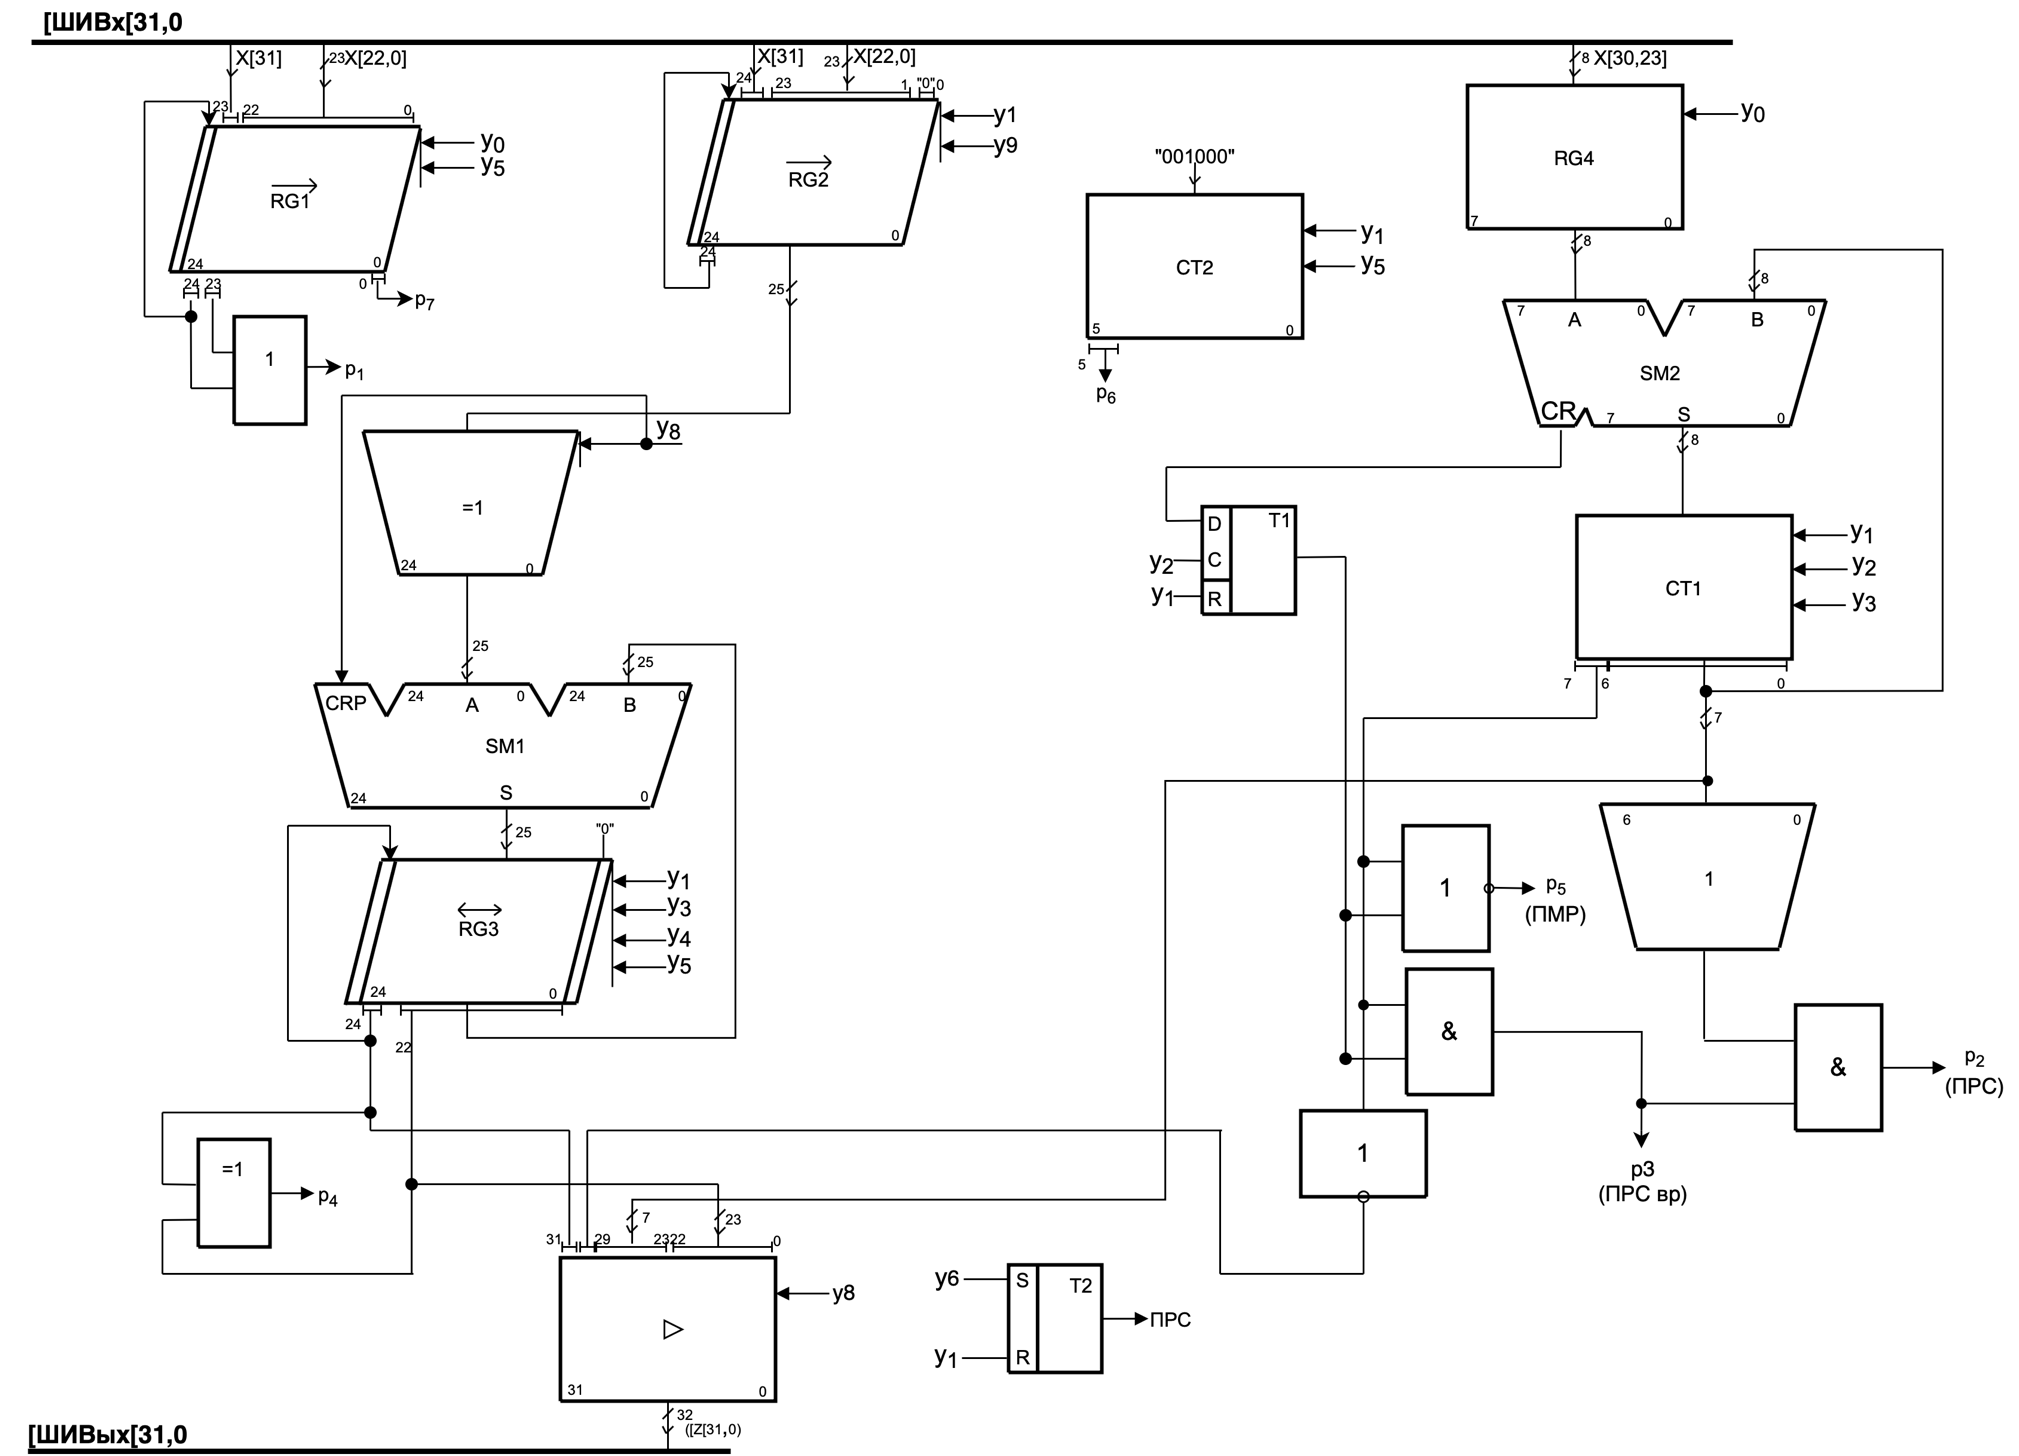 [ШИВх[31,0
X[31]
23
X[22,0]
X[31]
23
X[22,0]
8
X[30,23]
23
22
0
24
23
1
"0"
0
y0
y5
RG1
24
0
24
23
0
p7
1
p1
y1
y9
RG2
24
0
24
25
"001000"
CT2
y1
y5
5
0
5
p6
RG4
y0
7
0
8
8
7
A
0
7
B
0
SM2
CR
7
S
0
8
y8
=1
24
0
25
25
CRP
24
A
0
24
B
0
SM1
24
S
0
25
"0"
RG3
y1
y3
y4
y5
24
0
24
22
D
T1
y2
C
y1
R
CT1
y1
y2
y3
7
6
0
7
6
0
1
1
p5
(ПМР)
&
&
p2
(ПРС)
1
p3
(ПРС вр)
=1
p4
7
23
31
29
23
22
0
y8
31
0
y6
S
T2
ПРС
y1
R
32
([Z[31,0)
[ШИВых[31,0